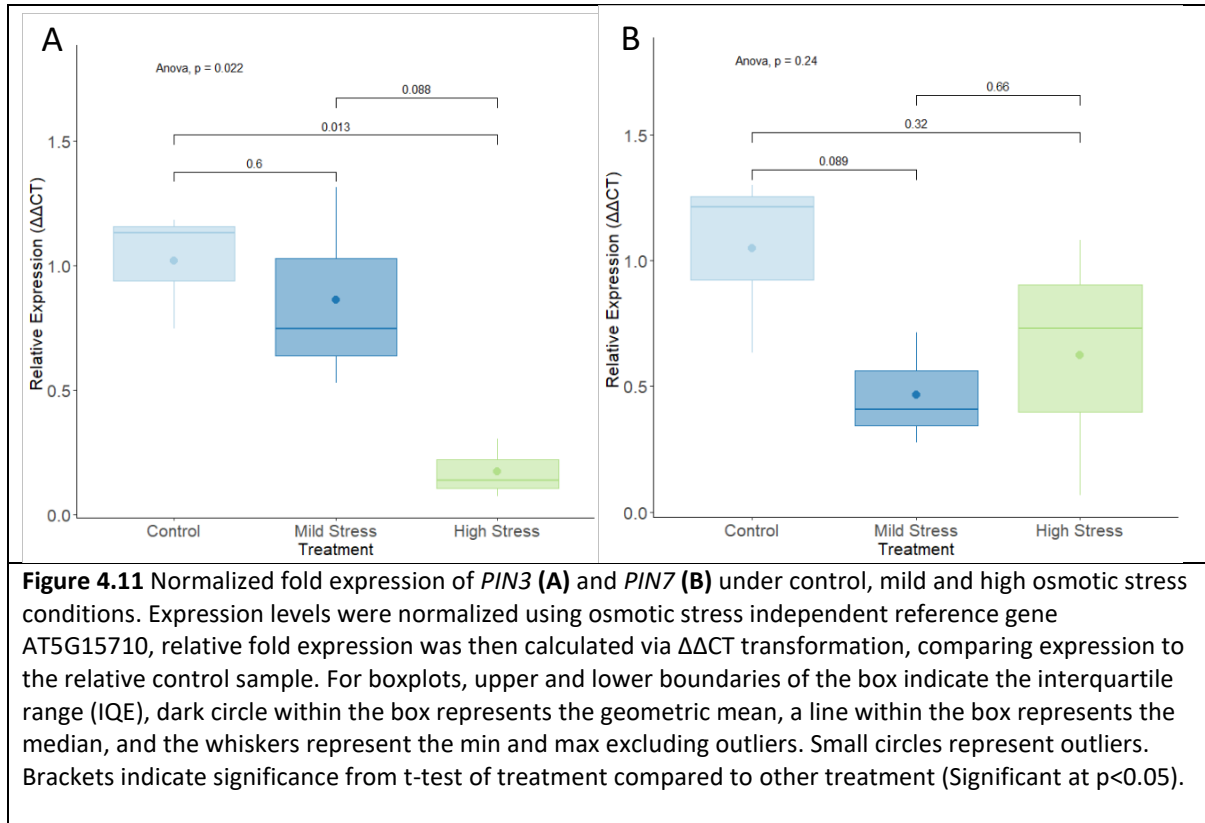 A
Anova, p = 0.022
0.088
0.013
0.6
1.5
1.0
0.5
0.0
Relative Expression (ΔΔCT)
Control
Mild Stress
High Stress
Treatment
B
Anova, p = 0.24
0.66
0.32
0.089
1.5
1.0
0.5
0.0
Relative Expression (ΔΔCT)
Control
Mild Stress
High Stress
Treatment
Figure 4.11 Normalized fold expression of PIN3 (A) and PIN7 (B) under control, mild and high osmotic stress
conditions. Expression levels were normalized using osmotic stress independent reference gene
AT5G15710, relative fold expression was then calculated via ΔΔCT transformation, comparing expression to
the relative control sample. For boxplots, upper and lower boundaries of the box indicate the interquartile
range (IQE), dark circle within the box represents the geometric mean, a line within the box represents the
median, and the whiskers represent the min and max excluding outliers. Small circles represent outliers.
Brackets indicate significance from t-test of treatment compared to other treatment (Significant at p<0.05).